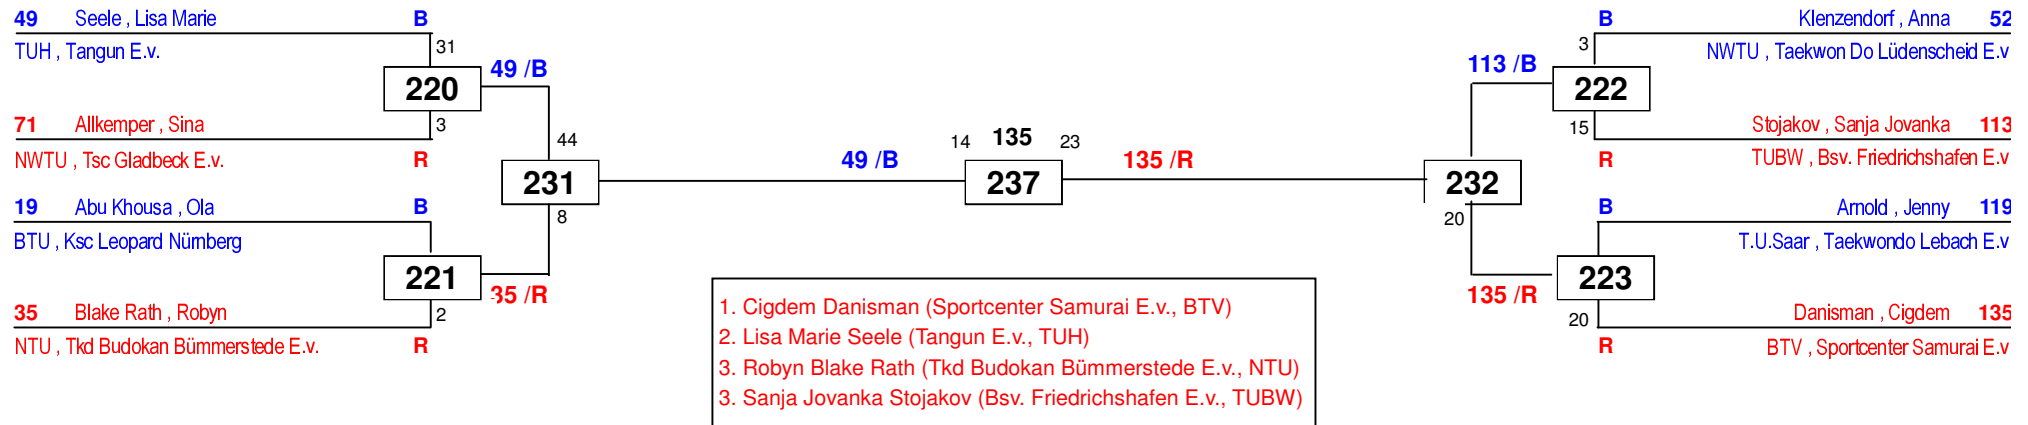 49 Seele , Lisa Marie B
TUH , Tangun E.v.
31
220
49 /B
71 Allkemper , Sina
3
NWTU , Tsc Gladbeck E.v. R
44
231
8
19 Abu Khousa , Ola B
BTU , Ksc Leopard Nürnberg
221
35 /R
35 Blake Rath , Robyn
2
NTU , Tkd Budokan Bümmerstede E.v. R
49 /B
14 135 23
237
135 /R
B Klenzendorf , Anna 52
3
NWTU , Taekwon Do Lüdenscheid E.v
113 /B
222
15
Stojakov , Sanja Jovanka 113
R TUBW , Bsv. Friedrichshafen E.v
232
20
B Arnold , Jenny 119
T.U.Saar , Taekwondo Lebach E.v
223
135 /R
20
Danisman , Cigdem 135
R BTV , Sportcenter Samurai E.v
1. Cigdem Danisman (Sportcenter Samurai E.v., BTV)
2. Lisa Marie Seele (Tangun E.v., TUH)
3. Robyn Blake Rath (Tkd Budokan Bümmerstede E.v., NTU)
3. Sanja Jovanka Stojakov (Bsv. Friedrichshafen E.v., TUBW)